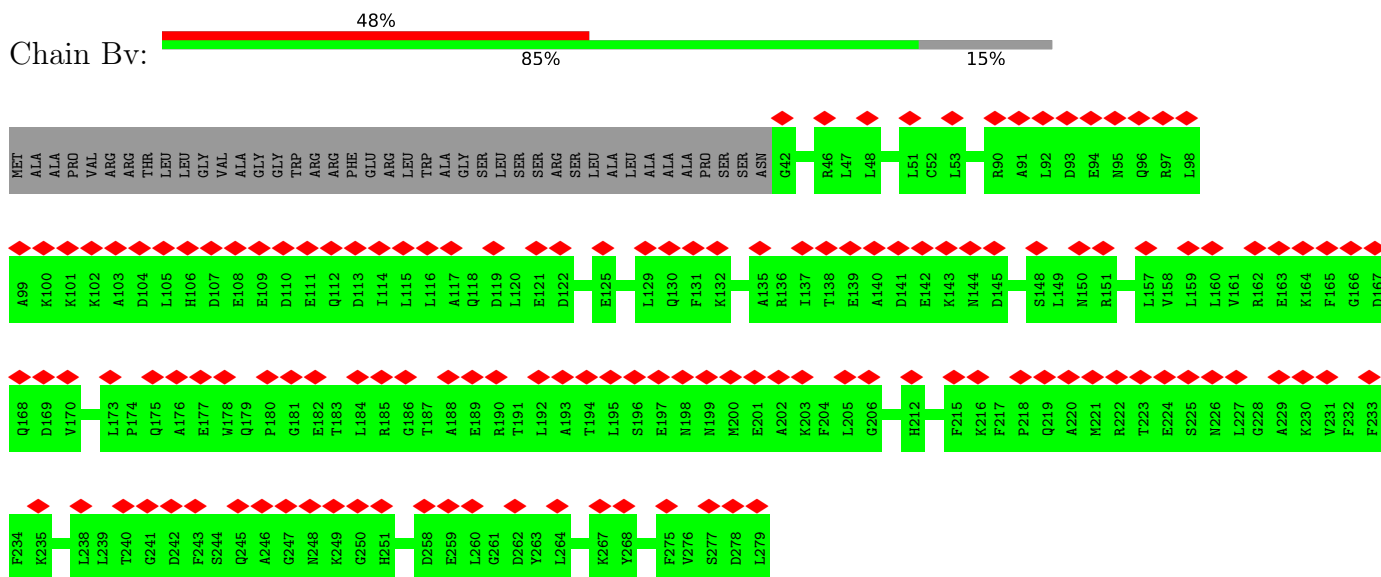 48%
Chain Bv:
85% 15%
MET ALA ALA PRO VAL ARG ARG THR LEU LEU GLY VAL ALA GLY GLY TRP ARG ARG PHE GLU ARG LEU TRP ALA GLY SER LEU SER SER ARG SER LEU ALA LEU ALA ALA ALA PRO SER SER ASN G42 R46 L47 L48 L51 C52 L53 R90 A91 L92 D93 E94 N95 Q96 R97 L98
A99 K100 K101 K102 A103 D104 L105 H106 D107 E108 E109 D110 E111 Q112 D113 I114 L115 L116 A117 Q118 D119 L120 E121 D122 E125 L129 Q130 F131 K132 A135 R136 I137 T138 E139 A140 D141 E142 K143 N144 D145 S148 L149 N150 R151 L157 V158 L159 L160 V161 R162 E163 K164 F165 G166 D167
Q168 D169 V170 L173 P174 Q175 A176 E177 W178 Q179 P180 G181 E182 T183 L184 R185 G186 T187 A188 E189 R190 T191 L192 A193 T194 L195 S196 E197 N198 N199 M200 E201 A202 K203 F204 L205 G206 H212 F215 K216 F217 P218 Q219 A220 M221 R222 T223 E224 S225 N226 L227 G228 A229 K230 V231 F232 F233
F234 K235 L238 L239 T240 G241 D242 F243 S244 Q245 A246 G247 N248 K249 G250 H251 D258 E259 L260 G261 D262 Y263 L264 K267 Y268 F275 V276 S277 D278 L279